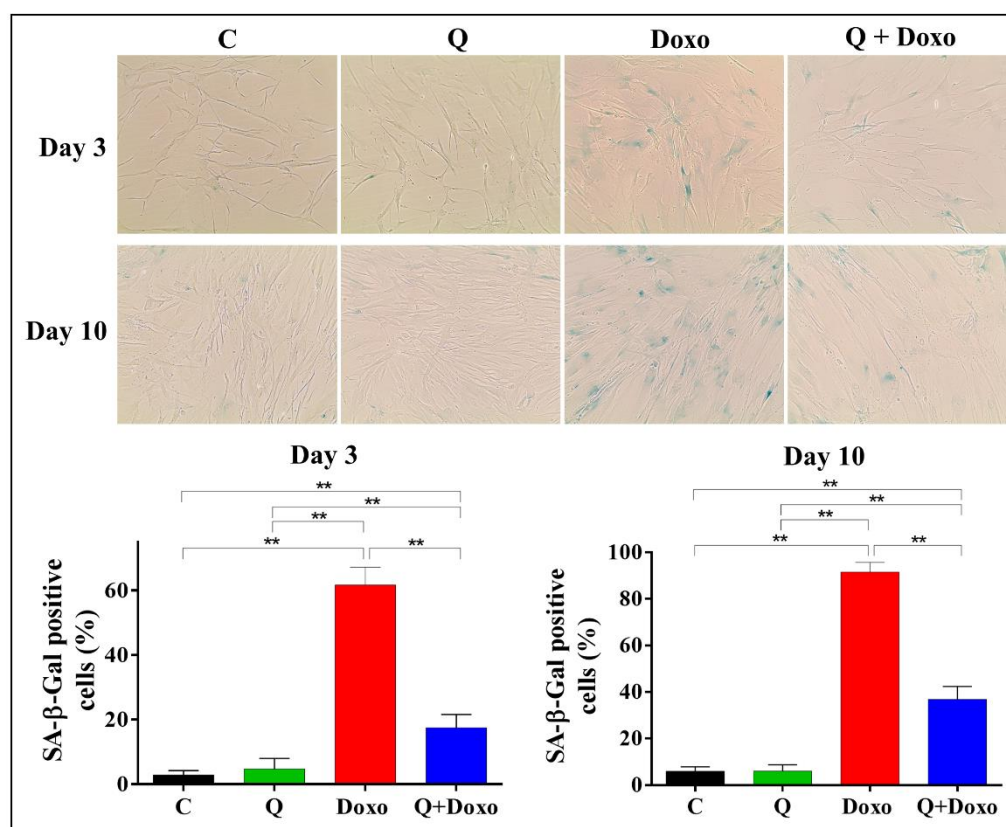 C Q Doxo Q + Doxo
Day 3
Day 10
Day 3
**
**
**
** **
SA-β-Gal positive
cells (%)
60
40
20
0
C Q Doxo Q+Doxo
Day 10
**
**
**
** **
SA-β-Gal positive
cells (%)
100
80
60
40
20
0
C Q Doxo Q+Doxo